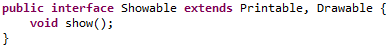 public interface Showable extends Printable, Drawable {
    void show();
}